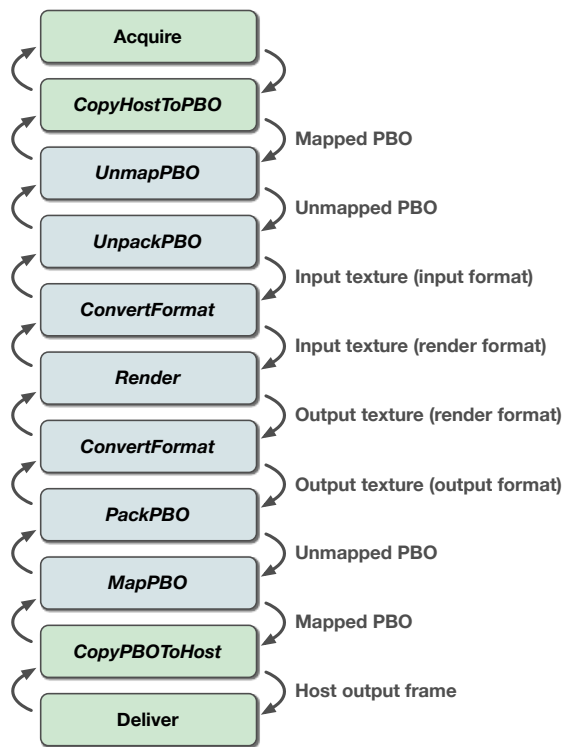 Acquire
CopyHostToPBO
Mapped PBO
UnmapPBO
Unmapped PBO
UnpackPBO
Input texture (input format)
ConvertFormat
Input texture (render format)
Render
Output texture (render format)
ConvertFormat
Output texture (output format)
PackPBO
Unmapped PBO
MapPBO
Mapped PBO
CopyPBOToHost
Host output frame
Deliver